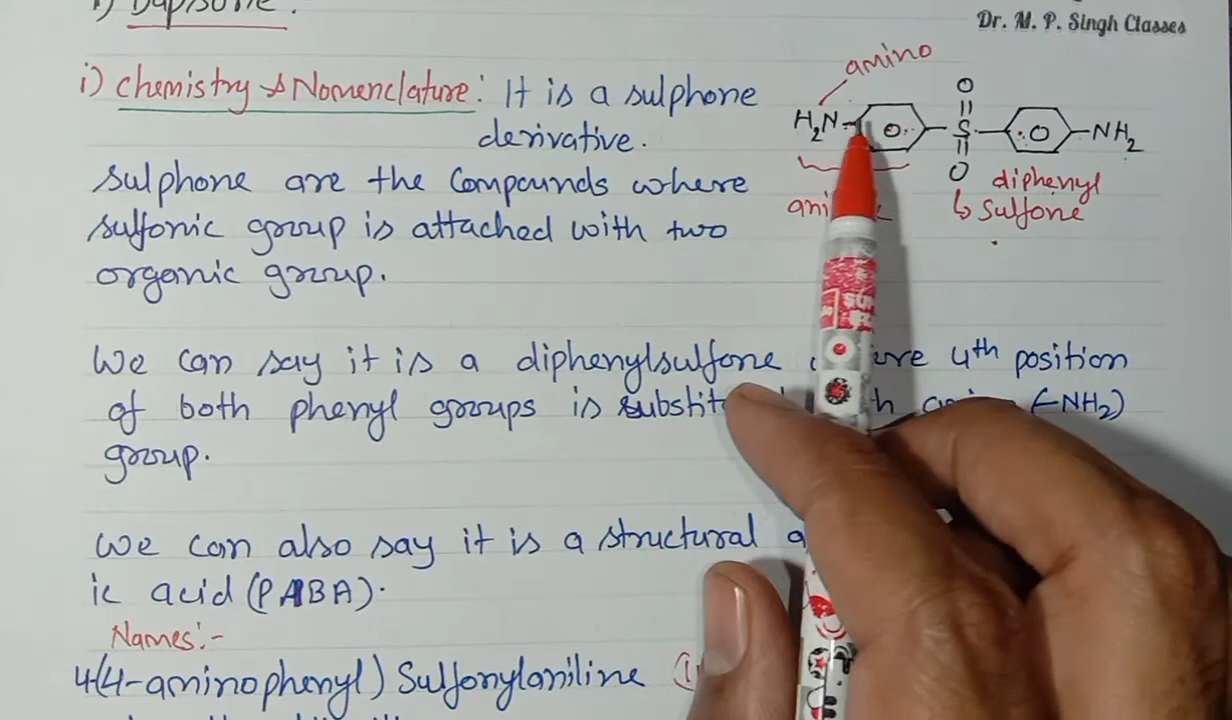 i) Dapsone :
Dr. M. P. Singh Classes
i) Chemistry & Nomenclature : It is a sulphone
derivative.
Sulphone are the Compounds where
sulfonic group is attached with two
organic group.
amino
O
H2N
S
NH2
O
diphenyl
Sulfone
We can say it is a diphenylsulfone 4th position
of both phenyl groups is (-NH2)
group.
We can also say it is a structural
ic acid (PABA).
Names:-
4(4-aminophenyl) Sulfonylaniline